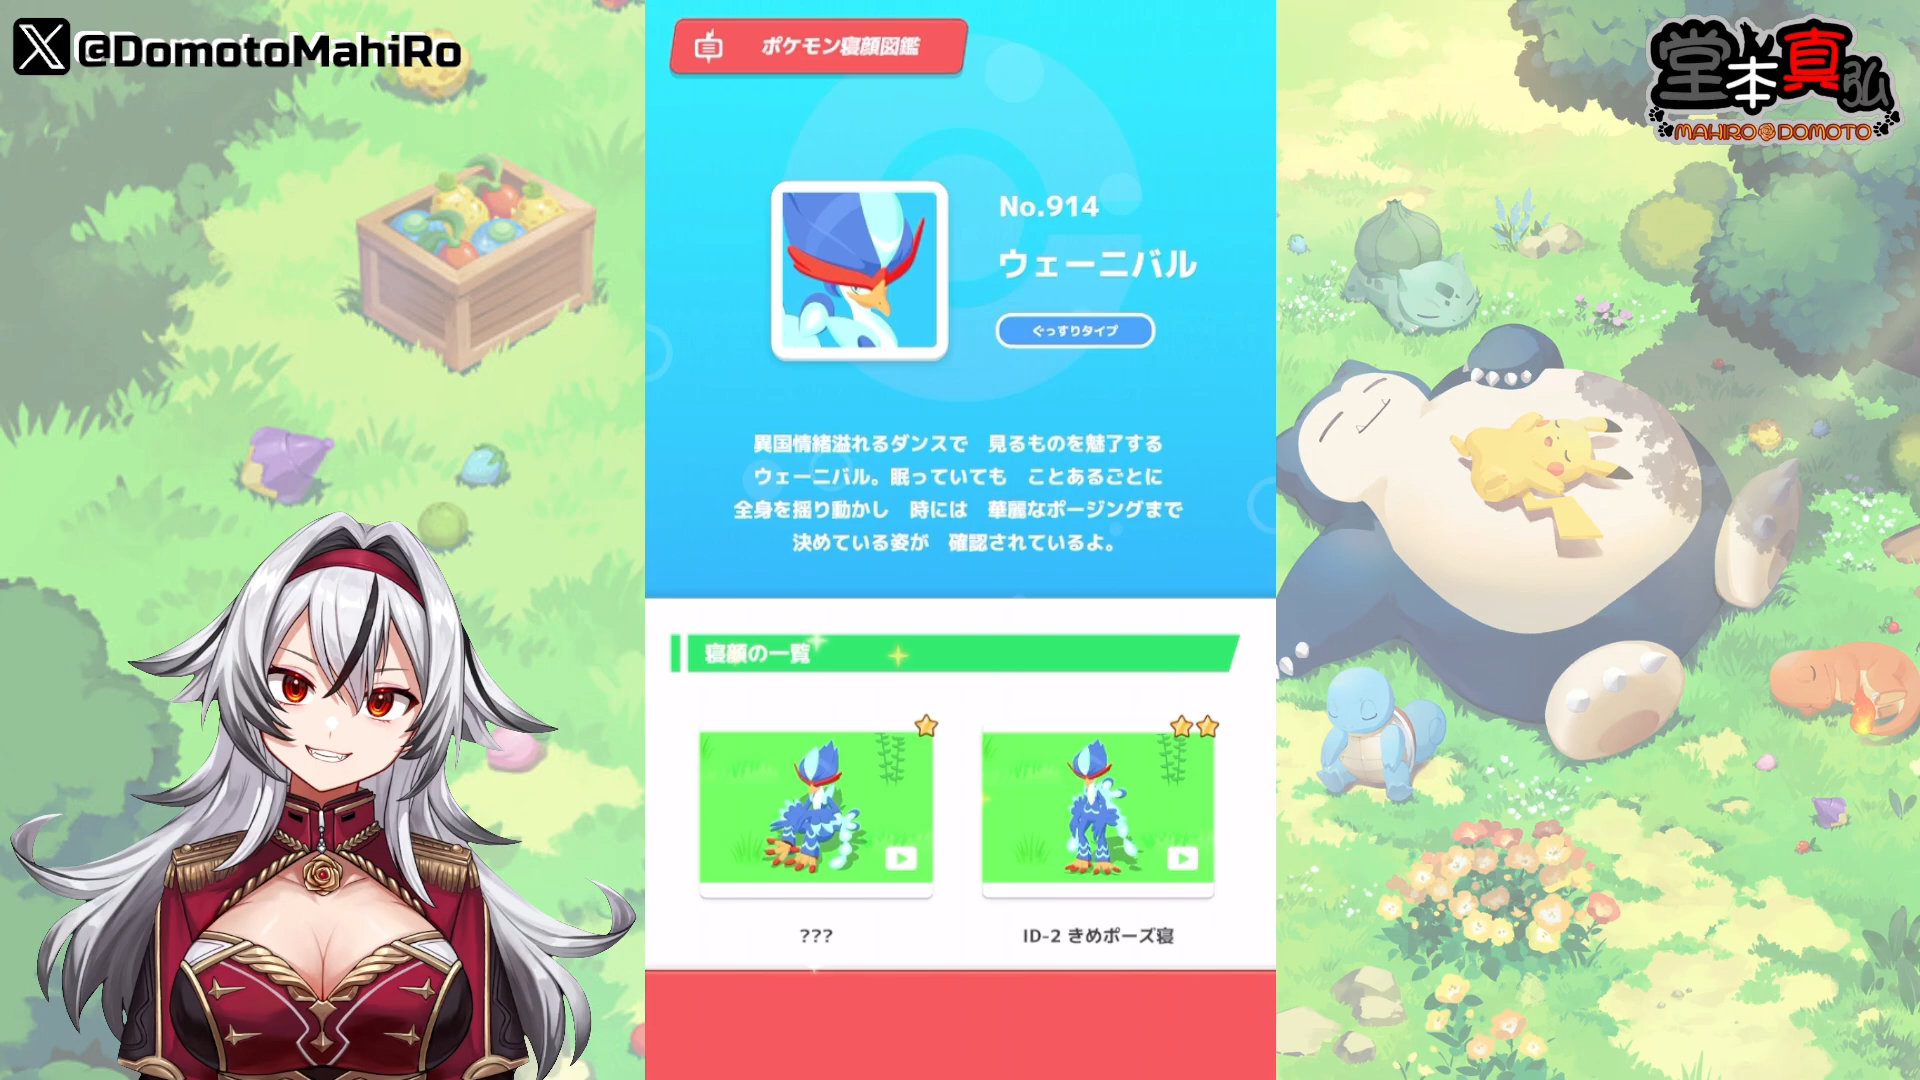 X @DomotoMahiRo
ポケモン寝顔図鑑
堂本真弘
MAHIRO DOMOTO
No.914
ウェーニバル
ぐっすりタイプ
異国情緒溢れるダンスで 見るものを魅了する
ウェーニバル。眠っていても ことあるごとに
全身を揺り動かし 時には 華麗なポージングまで
決めている姿が 確認されているよ。
寝顔の一覧
???
ID-2 きめポーズ寝